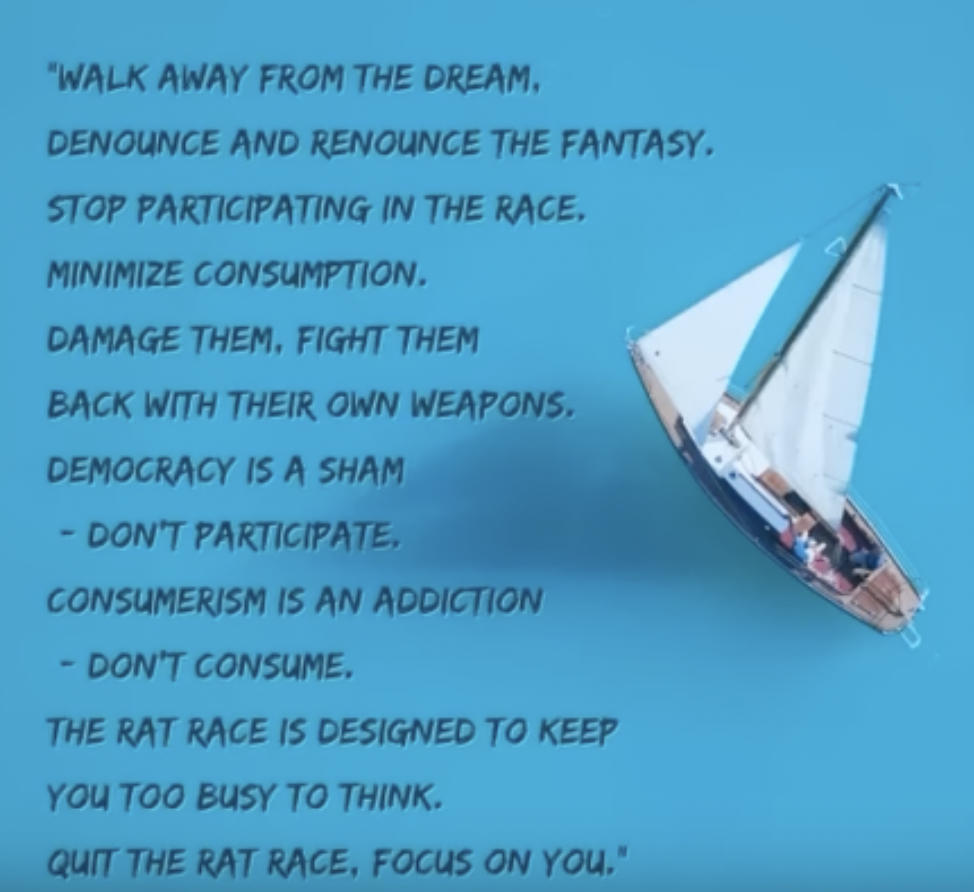 "WALK AWAY FROM THE DREAM,
DENOUNCE AND RENOUNCE THE FANTASY.
STOP PARTICIPATING IN THE RACE.
MINIMIZE CONSUMPTION.
DAMAGE THEM, FIGHT THEM
BACK WITH THEIR OWN WEAPONS.
DEMOCRACY IS A SHAM
- DON'T PARTICIPATE.
CONSUMERISM IS AN ADDICTION
- DON'T CONSUME.
THE RAT RACE IS DESIGNED TO KEEP
YOU TOO BUSY TO THINK.
QUIT THE RAT RACE, FOCUS ON YOU."